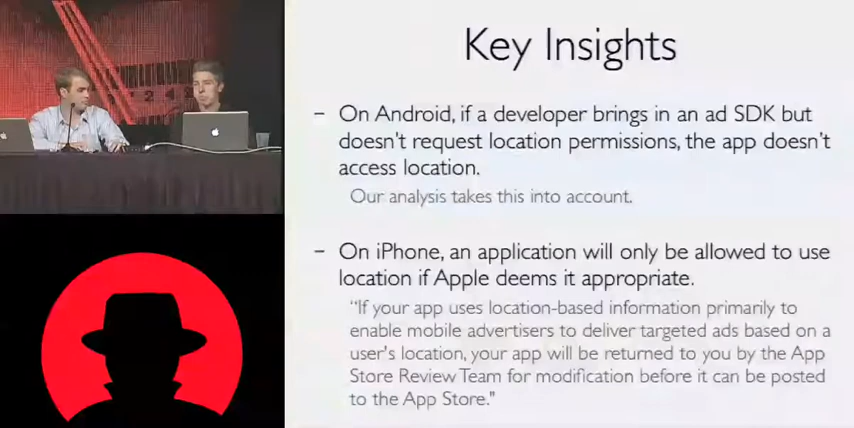 Key Insights
– On Android, if a developer brings in an ad SDK but
doesn't request location permissions, the app doesn't
access location.
Our analysis takes this into account.
– On iPhone, an application will only be allowed to use
location if Apple deems it appropriate.
"If your app uses location-based information primarily to
enable mobile advertisers to deliver targeted ads based on a
user's location, your app will be returned to you by the App
Store Review Team for modification before it can be posted
to the App Store."